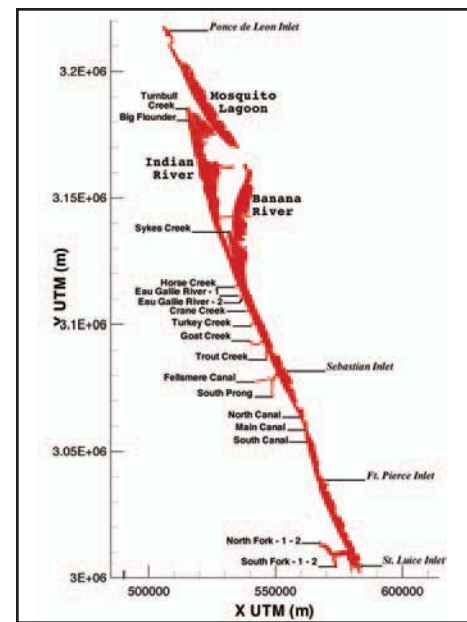 Ponce de Leon Inlet
3.2E+06
Turnbull
Creek
Mosquito
Lagoon
Big Flounder
Indian
River
3.15E+06
Banana
River
Sykes Creek
Y UTM (m)
Horse Creek
Eau Gallie River - 1
Eau Gallie River - 2
Crane Creek
3.1E+06
Turkey Creek
Goat Creek
Trout Creek
Sebastian Inlet
Fellsmere Canal
South Prong
North Canal
Main Canal
South Canal
3.05E+06
Ft. Pierce Inlet
North Fork - 1 - 2
South Fork - 1 - 2
St. Luice Inlet
3E+06
500000
550000
600000
X UTM (m)